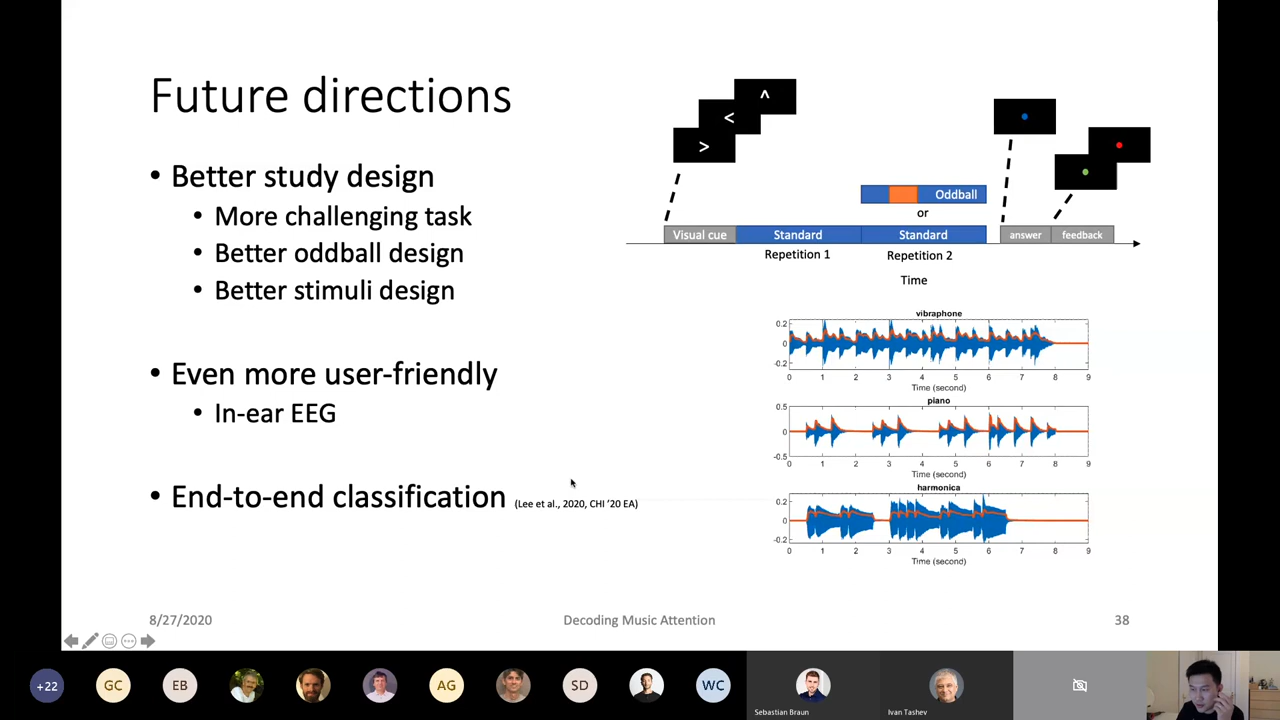 Future directions
• Better study design
• More challenging task
• Better oddball design
• Better stimuli design
• Even more user-friendly
• In-ear EEG
• End-to-end classification (Lee et al., 2020, CHI '20 EA)
^
<
>
Oddball
or
Visual cue Standard Standard answer feedback
Repetition 1 Repetition 2
Time
vibraphone
0.2
0
-0.2
0 1 2 3 4 5 6 7 8 9
Time (second)
piano
0.5
0
-0.5
0 1 2 3 4 5 6 7 8 9
Time (second)
harmonica
0.2
0
-0.2
0 1 2 3 4 5 6 7 8 9
Time (second)
8/27/2020 Decoding Music Attention 38
+22 GC EB AG SD WC
Sebastian Braun Ivan Tashev